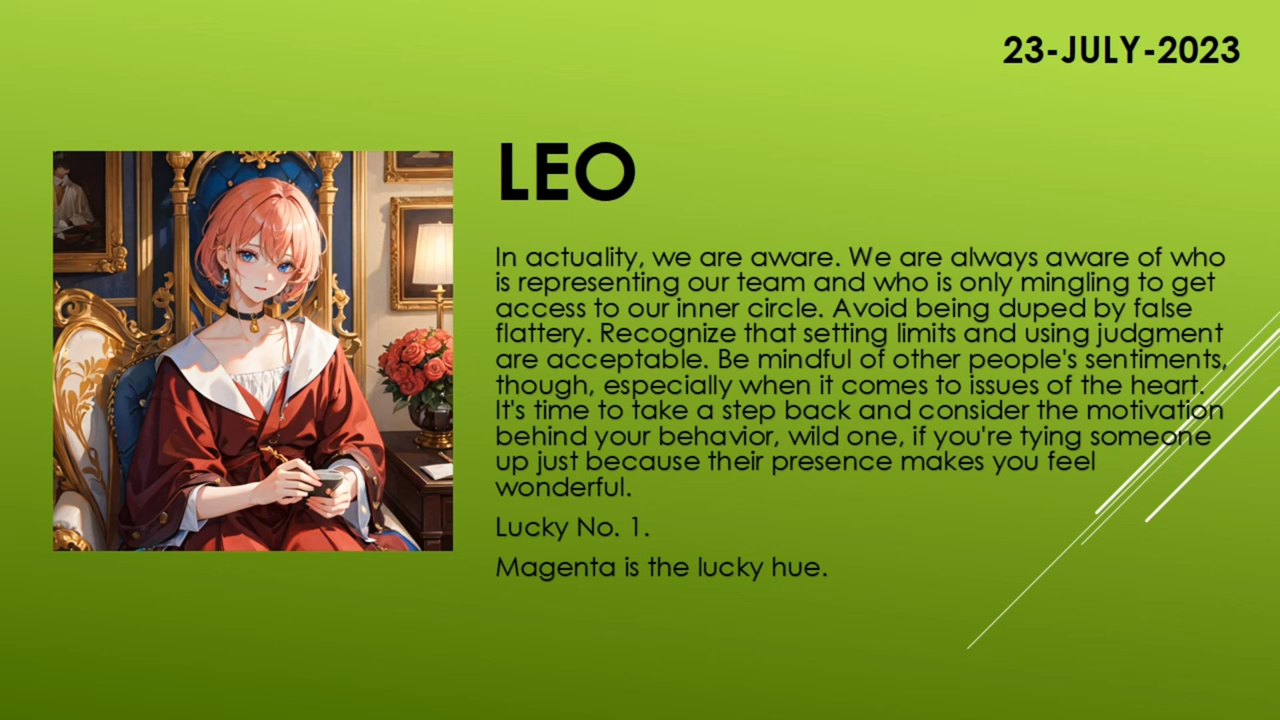 23-JULY-2023
LEO
In actuality, we are aware. We are always aware of who
is representing our team and who is only mingling to get
access to our inner circle. Avoid being duped by false
flattery. Recognize that setting limits and using judgment
are acceptable. Be mindful of other people's sentiments,
though, especially when it comes to issues of the heart.
It's time to take a step back and consider the motivation
behind your behavior, wild one, if you're tying someone
up just because their presence makes you feel
wonderful.
Lucky No. 1.
Magenta is the lucky hue.